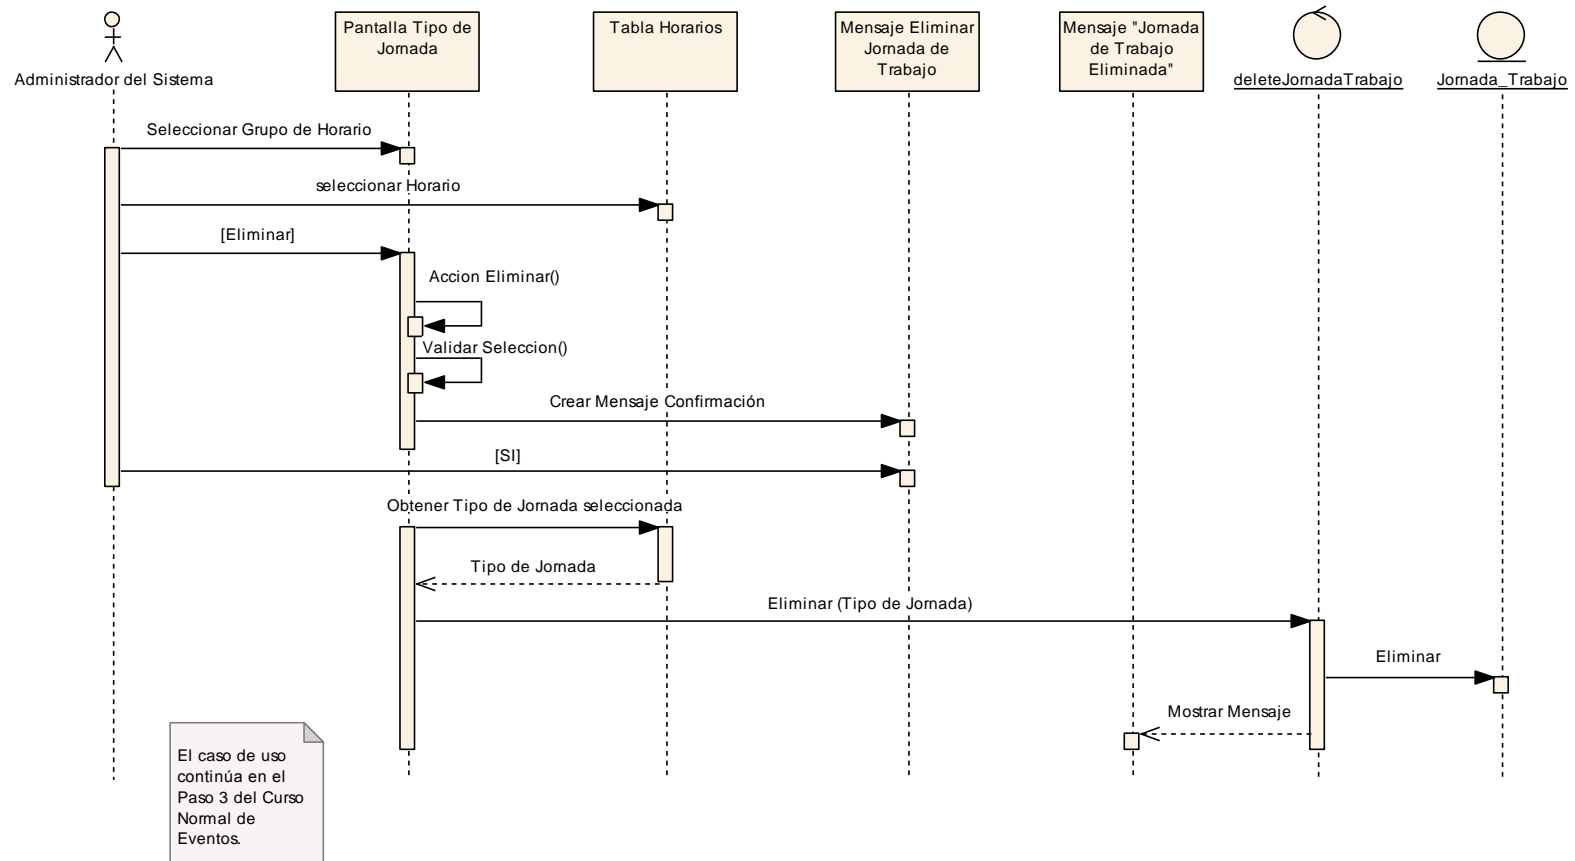 Administrador del Sistema
Pantalla Tipo de
Jornada
Tabla Horarios
Mensaje Eliminar
Jornada de
Trabajo
Mensaje "Jornada
de Trabajo
Eliminada"
deleteJornadaTrabajo
Jornada_Trabajo
Seleccionar Grupo de Horario
seleccionar Horario
[Eliminar]
Accion Eliminar()
Validar Seleccion()
Crear Mensaje Confirmación
[SI]
Obtener Tipo de Jornada seleccionada
Tipo de Jornada
Eliminar (Tipo de Jornada)
Eliminar
Mostrar Mensaje
El caso de uso
continúa en el
Paso 3 del Curso
Normal de
Eventos.